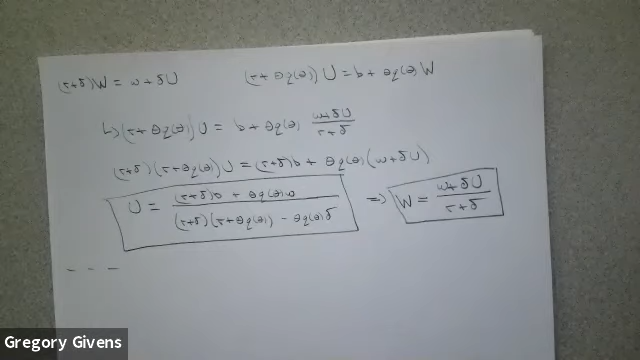 (r+δ)W = w+δU (r+θq(θ))U = b+θq(θ)W
↳ (r+θq(θ))U = b+θq(θ) (w+δU)/(r+δ)
(r+δ)(r+θq(θ))U = (r+δ)b + θq(θ)(w+δU)
U = ((r+δ)b + θq(θ)w)/((r+δ)(r+θq(θ)) - θq(θ)δ) => W = (w+δU)/(r+δ)
- - -
Gregory Givens